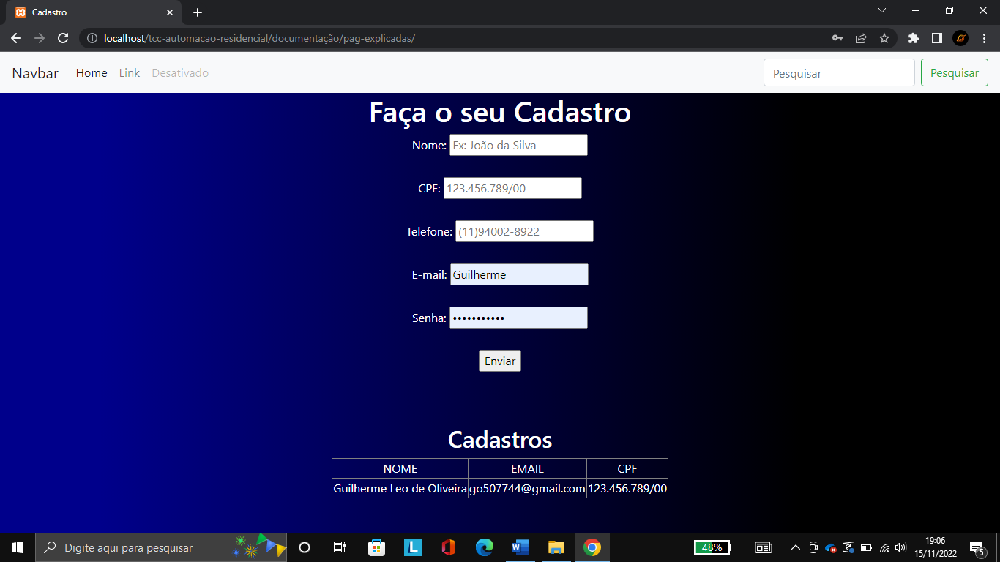 Cadastro
localhost/tcc-automacao-residencial/documentação/pag-explicadas/
Navbar Home Link Desativado Pesquisar Pesquisar
Faça o seu Cadastro
Nome: Ex: João da Silva
CPF: 123.456.789/00
Telefone: (11)94002-8922
E-mail: Guilherme
Senha: •••••••••••
Enviar
Cadastros
NOME EMAIL CPF
Guilherme Leo de Oliveira go507744@gmail.com 123.456.789/00
Digite aqui para pesquisar L W 48% 19:06
15/11/2022 5